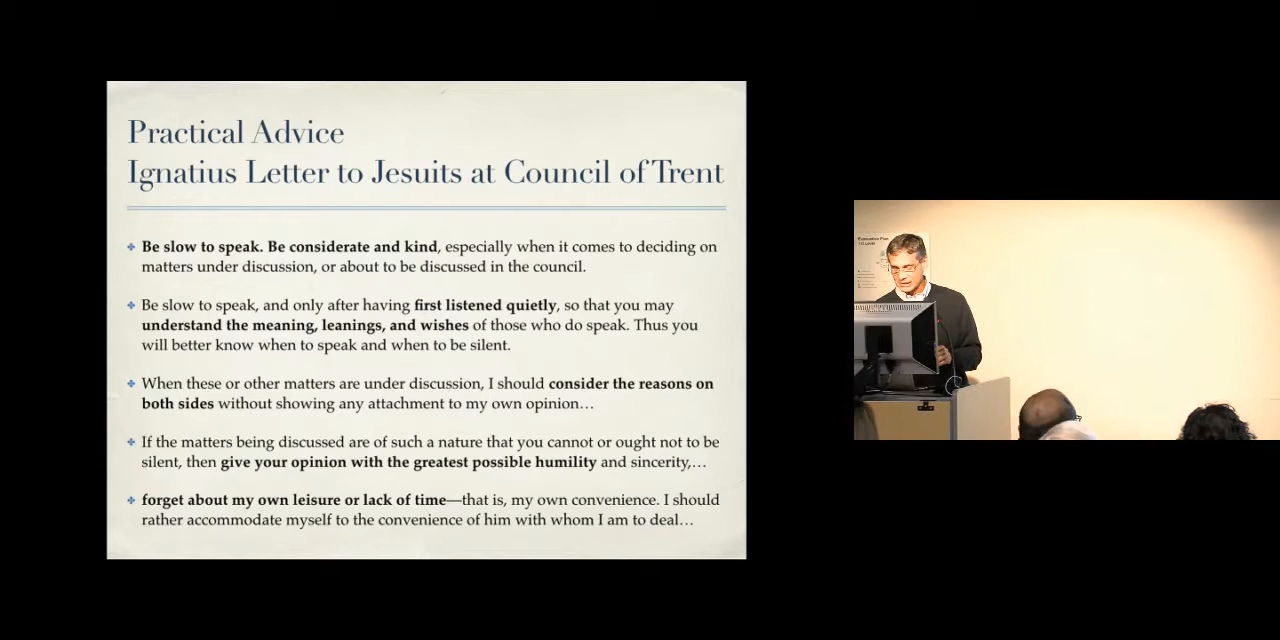 Practical Advice
Ignatius Letter to Jesuits at Council of Trent
Be slow to speak. Be considerate and kind, especially when it comes to deciding on
matters under discussion, or about to be discussed in the council.
Be slow to speak, and only after having first listened quietly, so that you may
understand the meaning, leanings, and wishes of those who do speak. Thus you
will better know when to speak and when to be silent.
When these or other matters are under discussion, I should consider the reasons on
both sides without showing any attachment to my own opinion…
If the matters being discussed are of such a nature that you cannot or ought not to be
silent, then give your opinion with the greatest possible humility and sincerity,…
forget about my own leisure or lack of time—that is, my own convenience. I should
rather accommodate myself to the convenience of him with whom I am to deal…